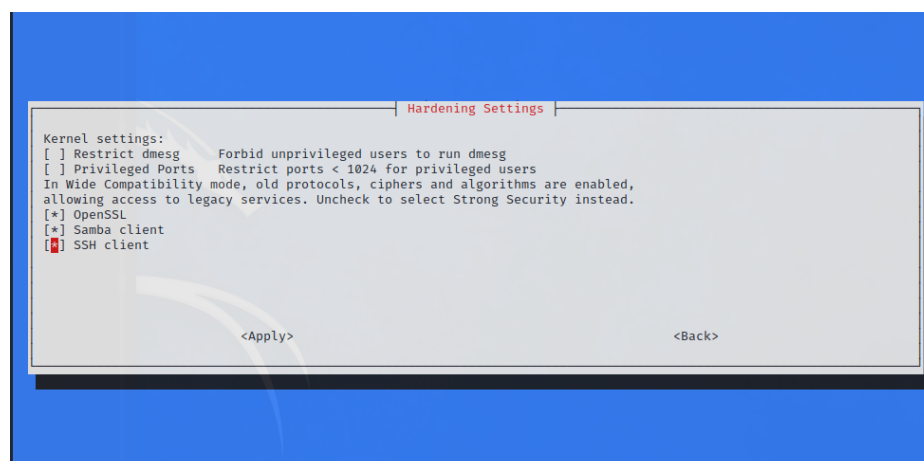 Hardening Settings
Kernel settings:
[ ] Restrict dmesg Forbid unprivileged users to run dmesg
[ ] Privileged Ports Restrict ports < 1024 for privileged users
In Wide Compatibility mode, old protocols, ciphers and algorithms are enabled,
allowing access to legacy services. Uncheck to select Strong Security instead.
[*] OpenSSL
[*] Samba client
[*] SSH client
<Apply> <Back>